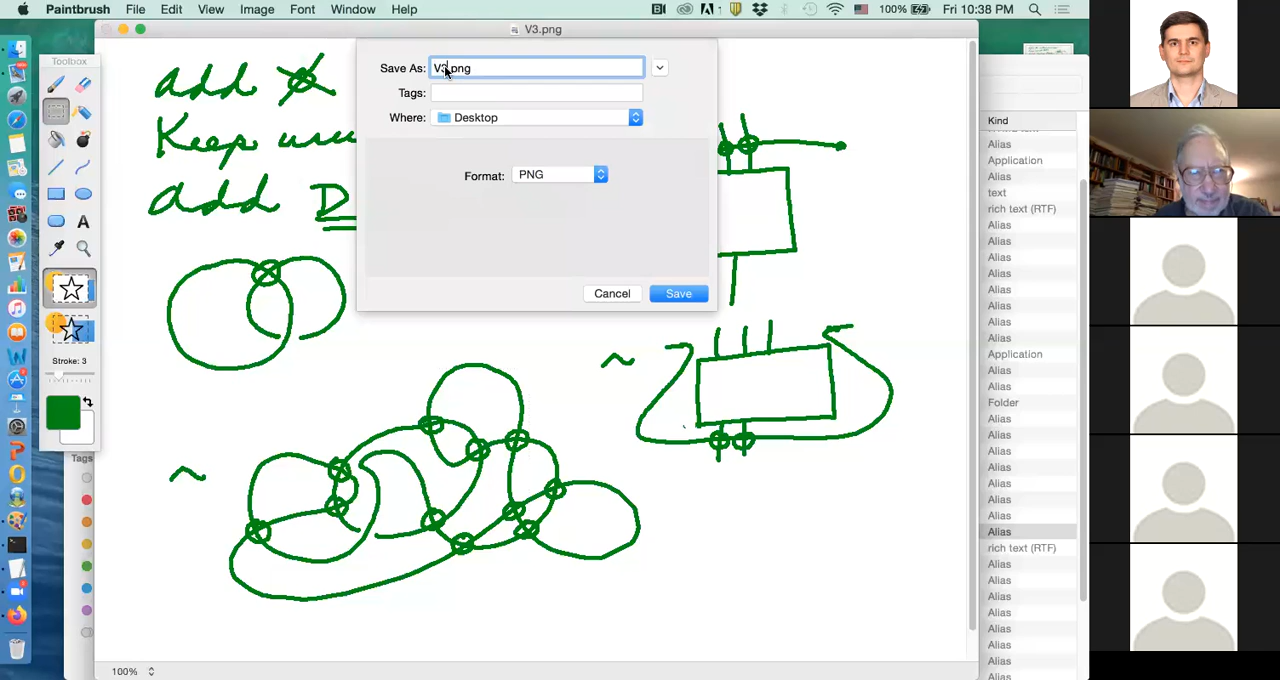 Paintbrush File Edit View Image Font Window Help 100% Fri 10:38 PM
V3.png
Toolbox
Save As: V3.png
Tags:
Where: Desktop
Format: PNG
Cancel Save
add
Keep usu
add D
A
Stroke: 3
Tags
~
~
Kind
Alias
Application
Alias
text
rich text (RTF)
Alias
Alias
Alias
Alias
Alias
Alias
Alias
Alias
Application
Alias
Alias
Folder
Alias
Alias
Alias
Alias
Alias
Alias
Alias
Alias
rich text (RTF)
Alias
Alias
Alias
Alias
Alias
Alias
Alias
Alias
100%